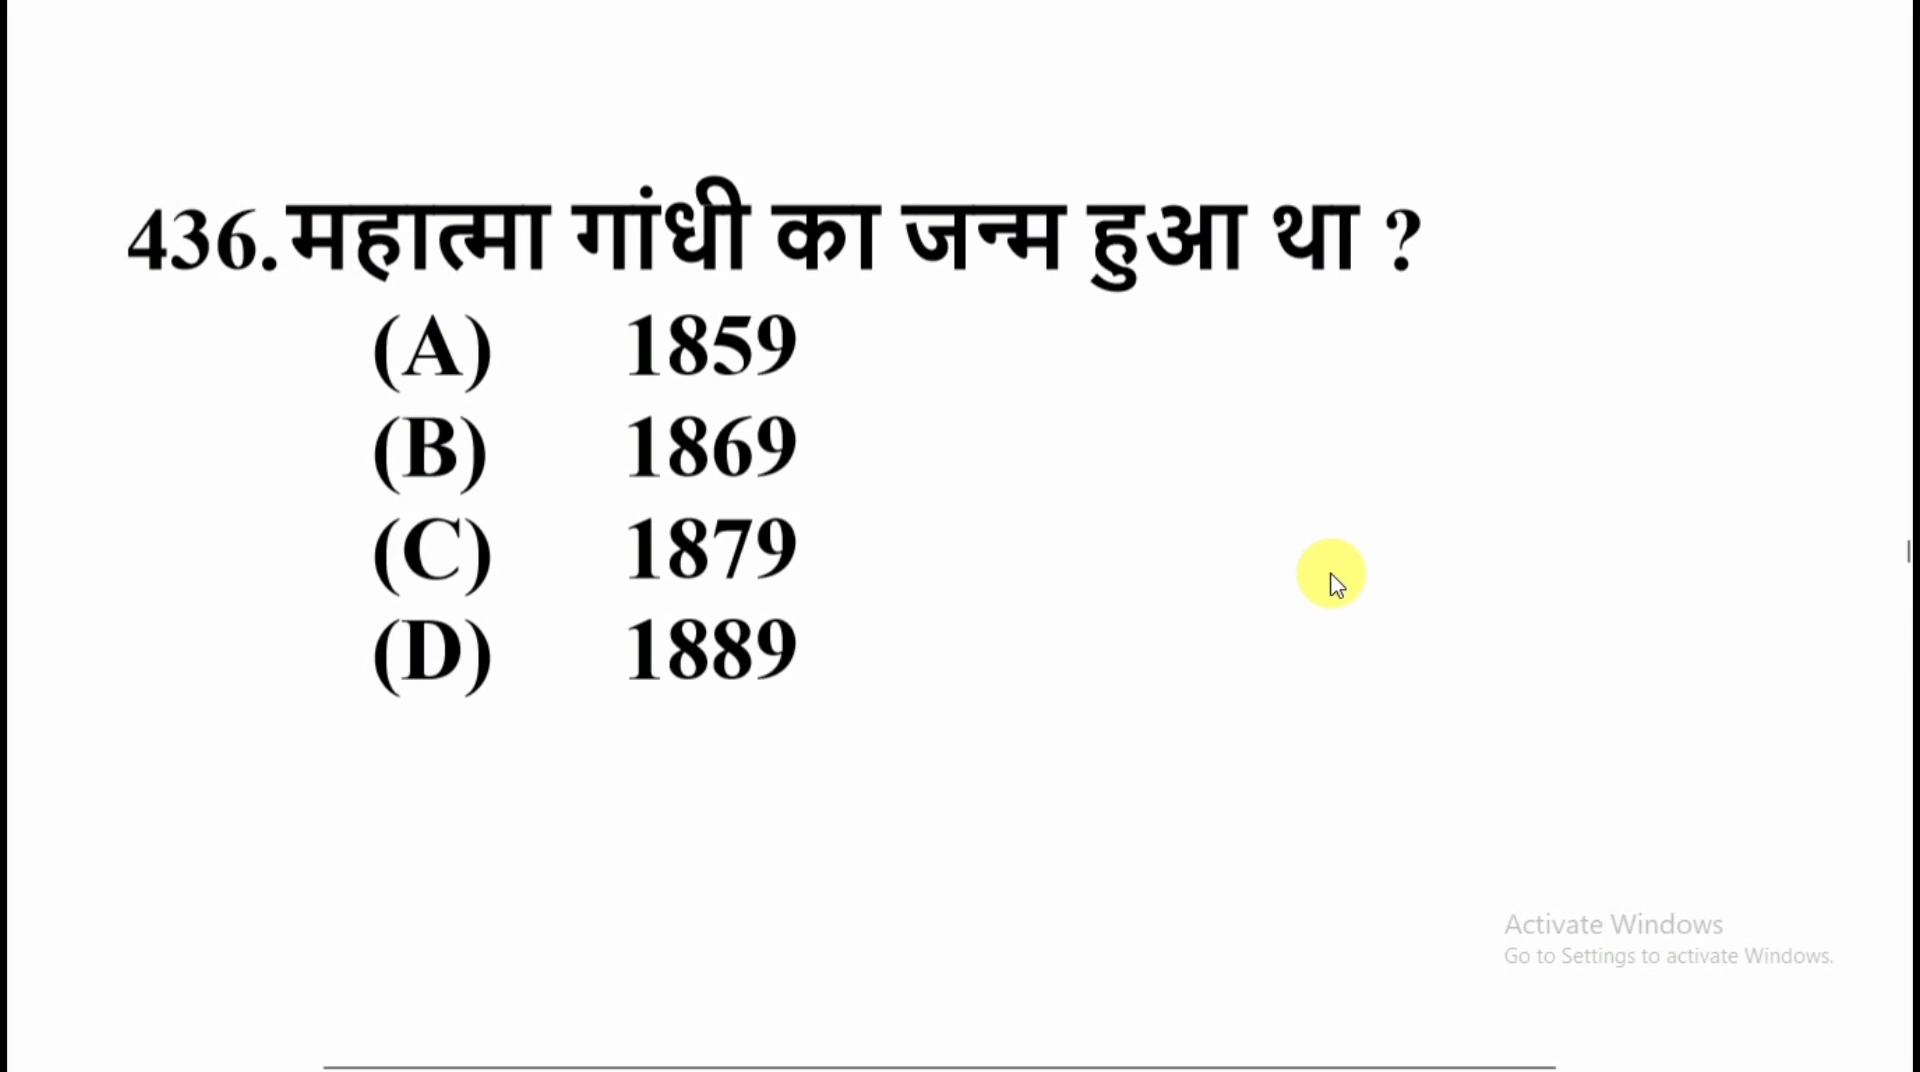 436.महात्मा गांधी का जन्म हुआ था ?
(A) 1859
(B) 1869
(C) 1879
(D) 1889
Activate Windows
Go to Settings to activate Windows.